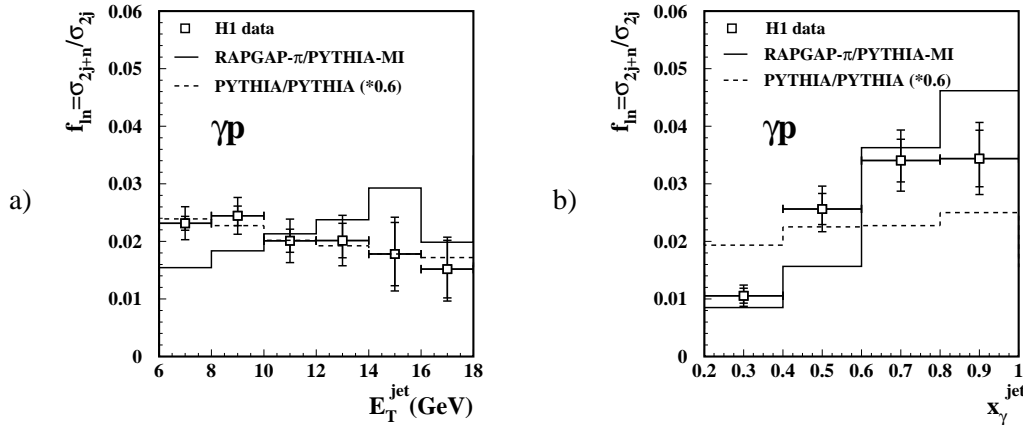 a)
f_ln=σ_2j+n/σ_2j
0.06
0.05
0.04
0.03
0.02
0.01
0
H1 data
RAPGAP-π/PYTHIA-MI
PYTHIA/PYTHIA (*0.6)
γp
6 8 10 12 14 16 18
E_T^jet(GeV)
b)
f_ln=σ_2j+n/σ_2j
0.06
0.05
0.04
0.03
0.02
0.01
0
H1 data
RAPGAP-π/PYTHIA-MI
PYTHIA/PYTHIA (*0.6)
γp
0.2 0.3 0.4 0.5 0.6 0.7 0.8 0.9 1
x_γ^jet